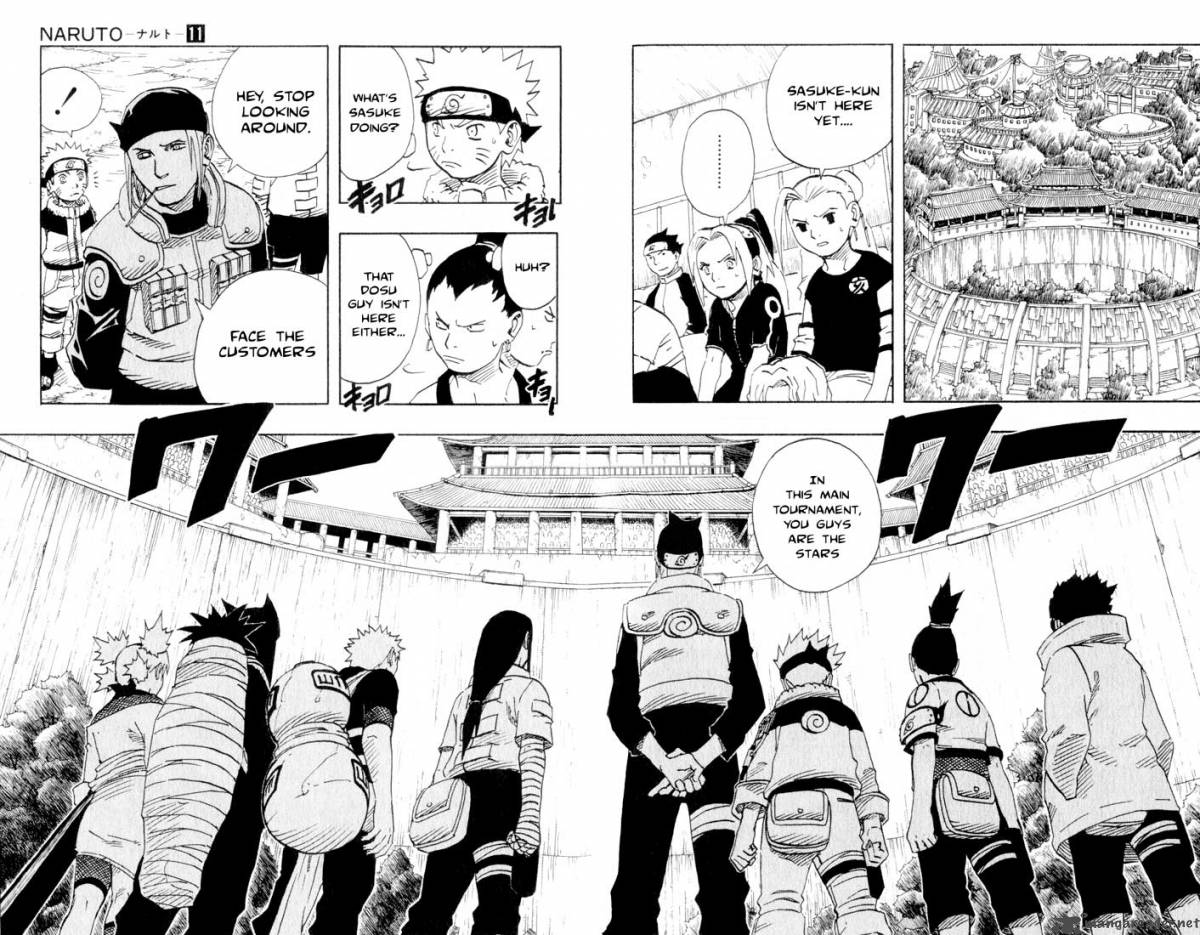 NARUTO —ナルト— 11
SASUKE-KUN
ISN'T HERE
YET....
.........
WHAT'S
SASUKE
DOING?
キョロ
キョロ
HUH?
THAT
DOSU
GUY ISN'T
HERE
EITHER...
キョロ
キョロ
!
HEY, STOP
LOOKING
AROUND.
FACE THE
CUSTOMERS
ワー
IN
THIS MAIN
TOURNAMENT,
YOU GUYS
ARE THE
STARS
ワー